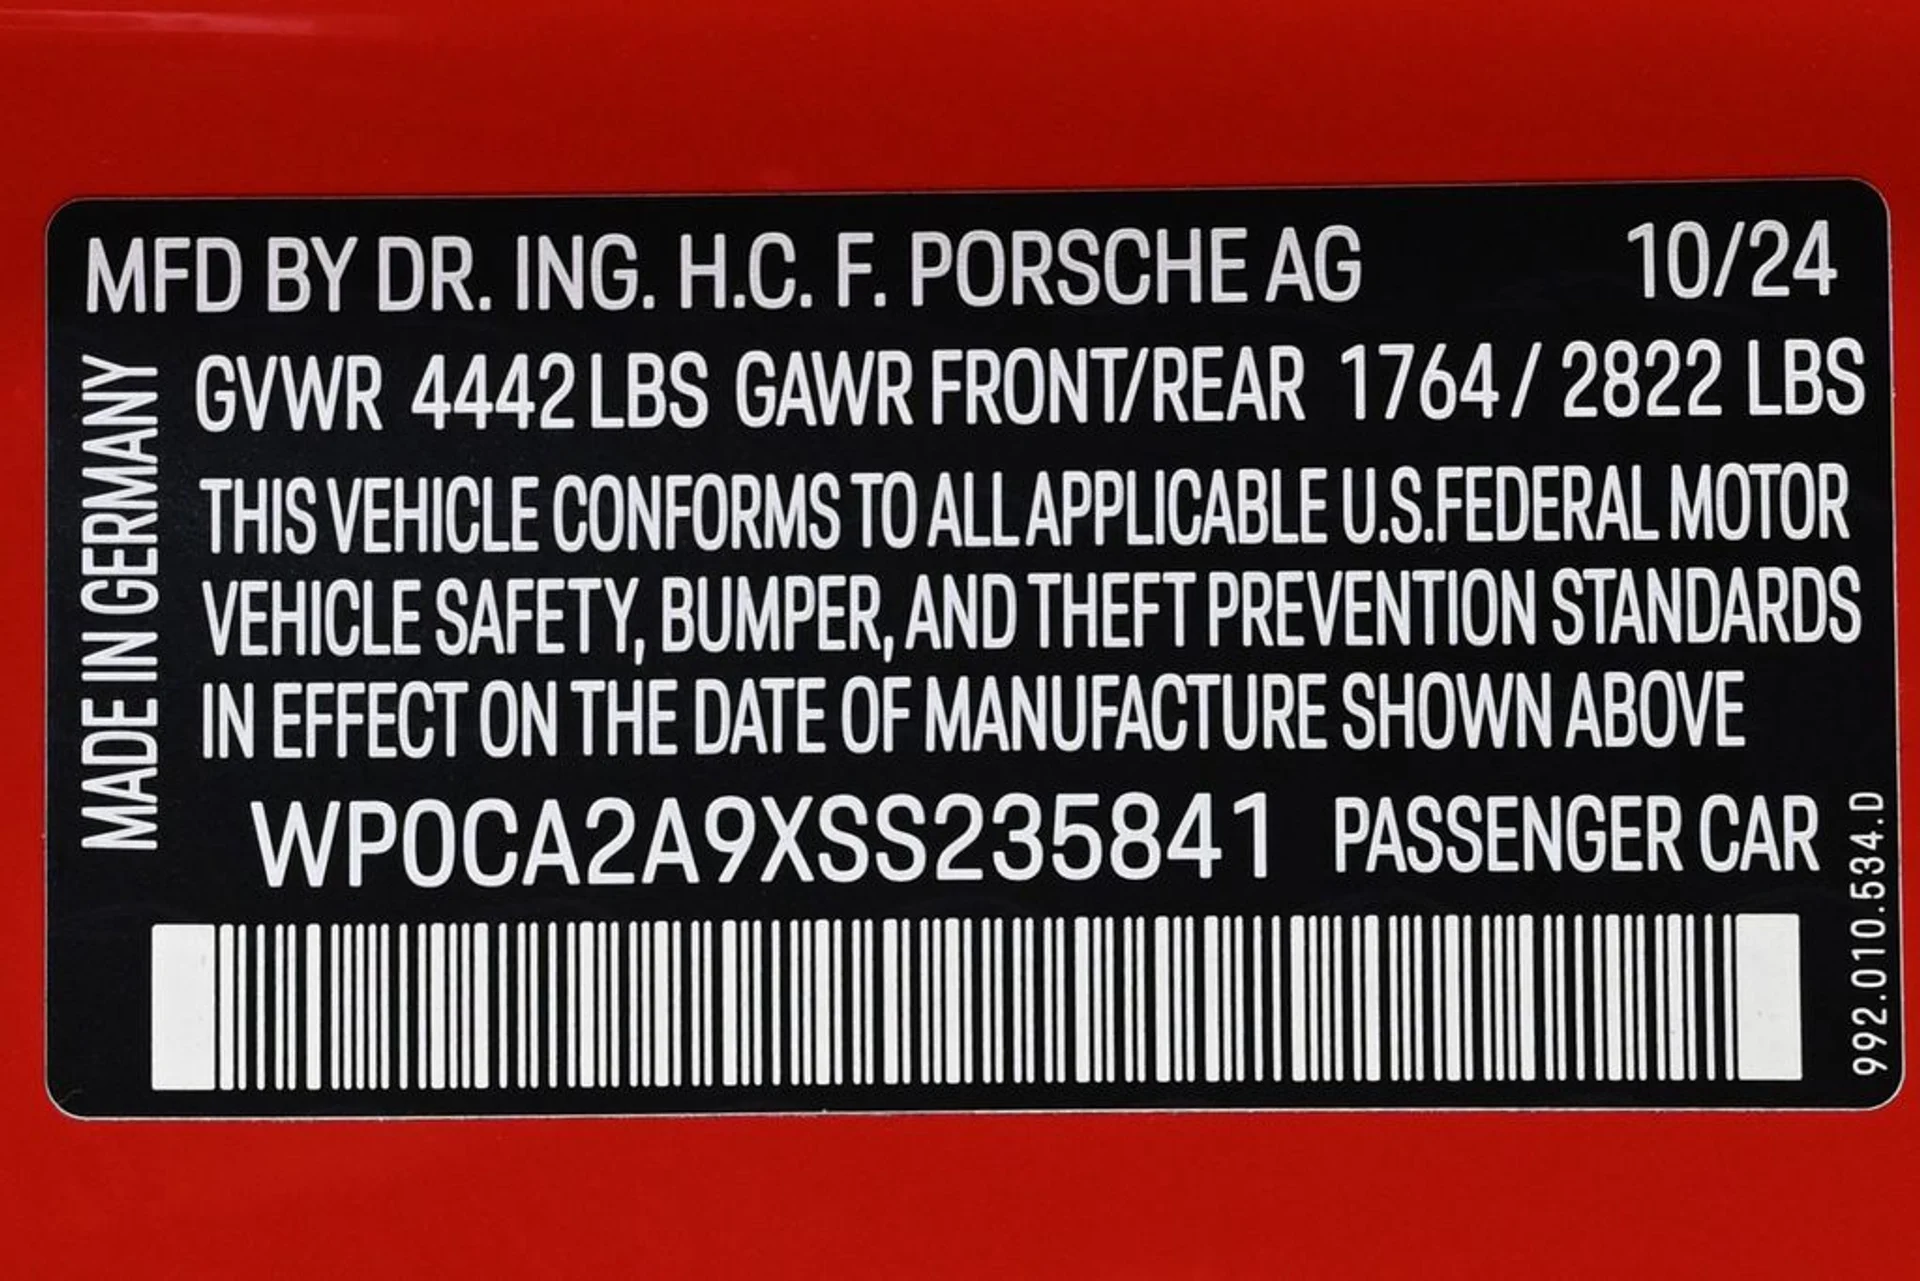 MFD BY DR. ING. H.C. F. PORSCHE AG 10/24
GVWR 4442 LBS GAWR FRONT/REAR 1764 / 2822 LBS
THIS VEHICLE CONFORMS TO ALL APPLICABLE U.S.FEDERAL MOTOR
VEHICLE SAFETY, BUMPER, AND THEFT PREVENTION STANDARDS
IN EFFECT ON THE DATE OF MANUFACTURE SHOWN ABOVE
MADE IN GERMANY
WP0CA2A9XSS235841 PASSENGER CAR
992.010.534.D